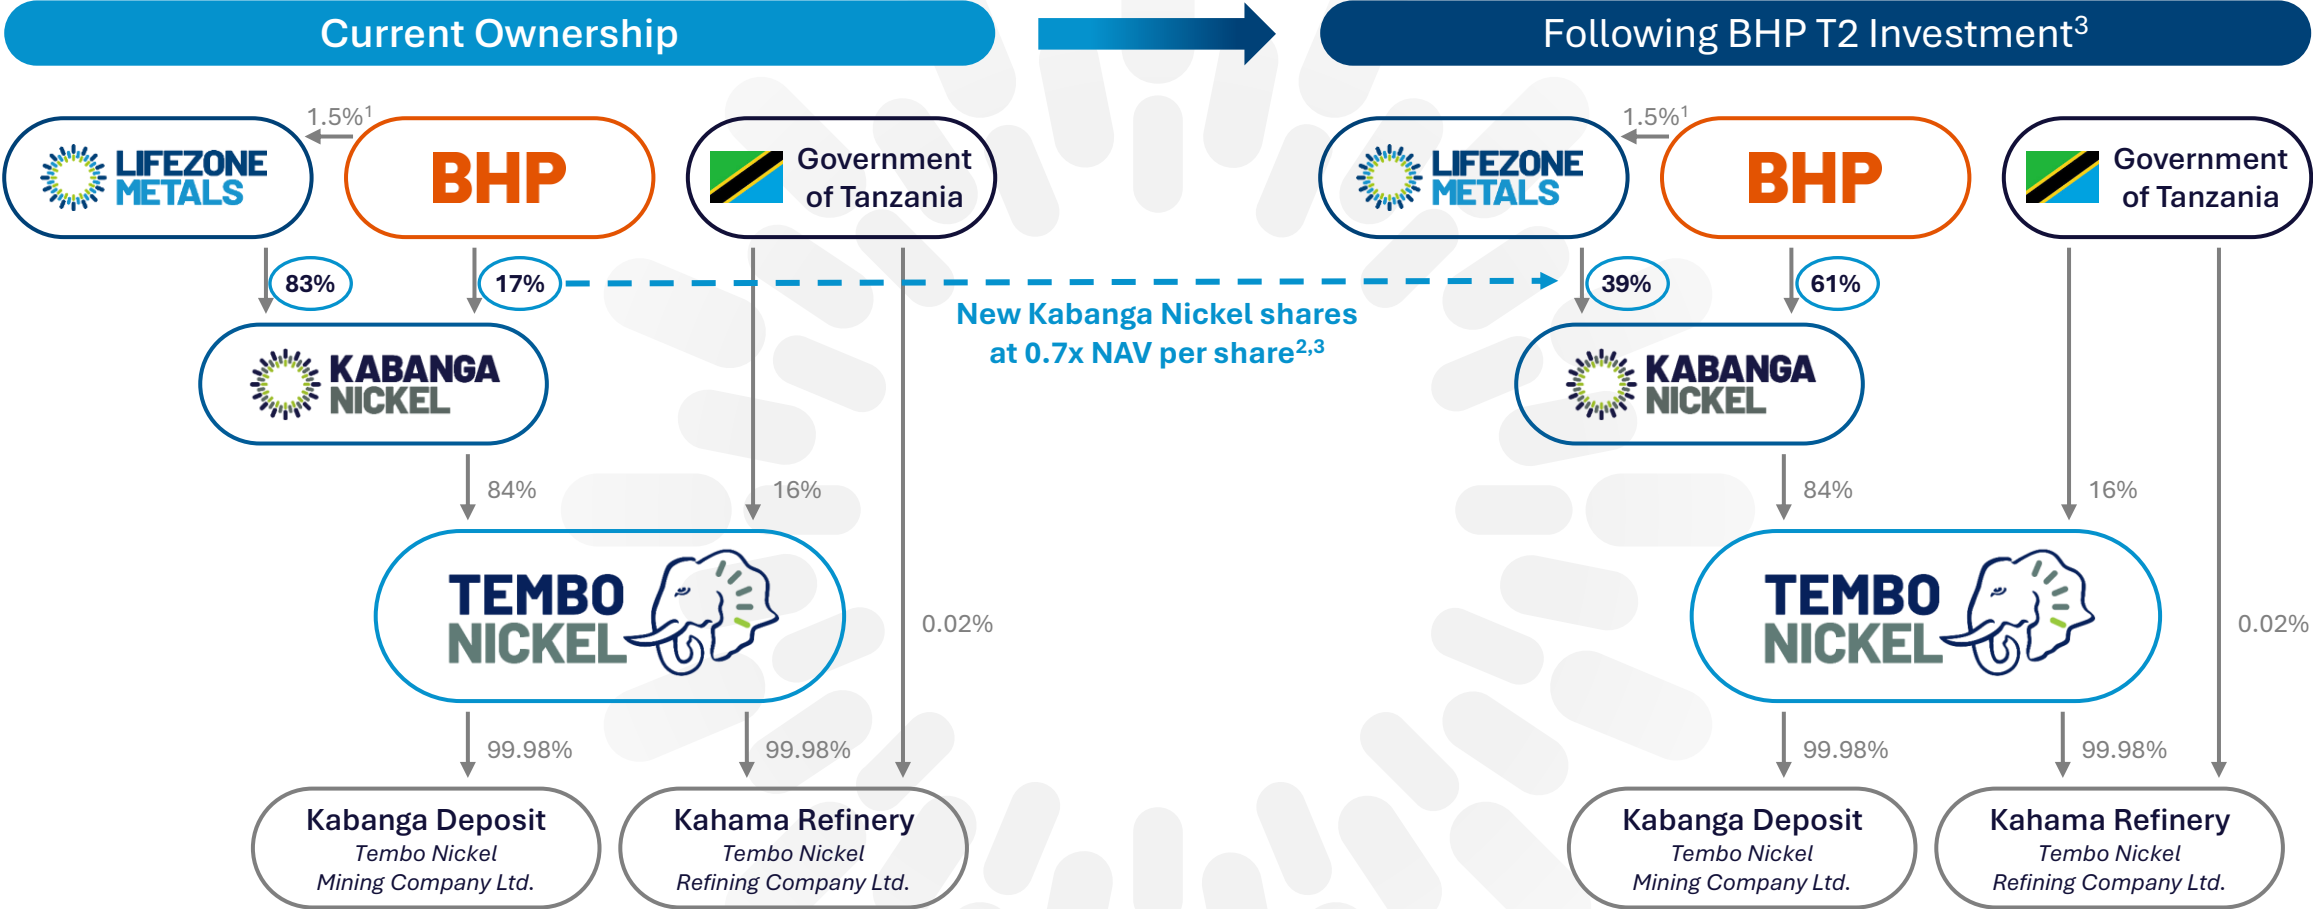 Current Ownership
Following BHP T2 Investment³
1.5%¹
LIFEZONE
METALS
BHP
Government
of Tanzania
83%
17%
KABANGA
NICKEL
84%
16%
TEMBO
NICKEL
0.02%
99.98%
99.98%
Kabanga Deposit
Tembo Nickel
Mining Company Ltd.
Kahama Refinery
Tembo Nickel
Refining Company Ltd.
New Kabanga Nickel shares
at 0.7x NAV per share²,³
1.5%¹
LIFEZONE
METALS
BHP
Government
of Tanzania
39%
61%
KABANGA
NICKEL
84%
16%
TEMBO
NICKEL
0.02%
99.98%
99.98%
Kabanga Deposit
Tembo Nickel
Mining Company Ltd.
Kahama Refinery
Tembo Nickel
Refining Company Ltd.